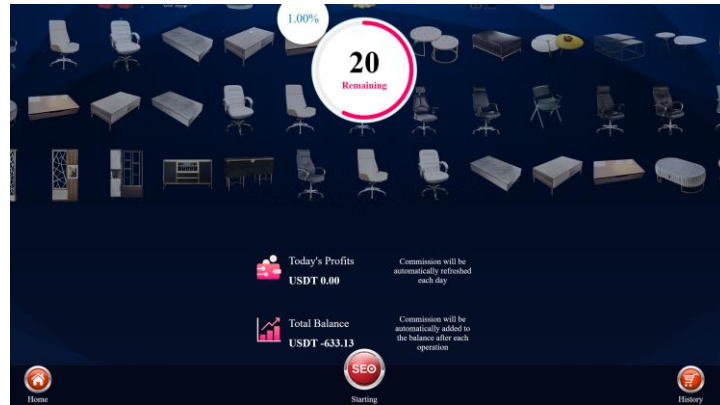 1.00%
20
Remaining
Today's Profits
USDT 0.00
Commission will be
automatically refreshed
each day
Total Balance
USDT -633.13
Commission will be
automatically added to
the balance after each
operation
SEO
Home
Starting
History